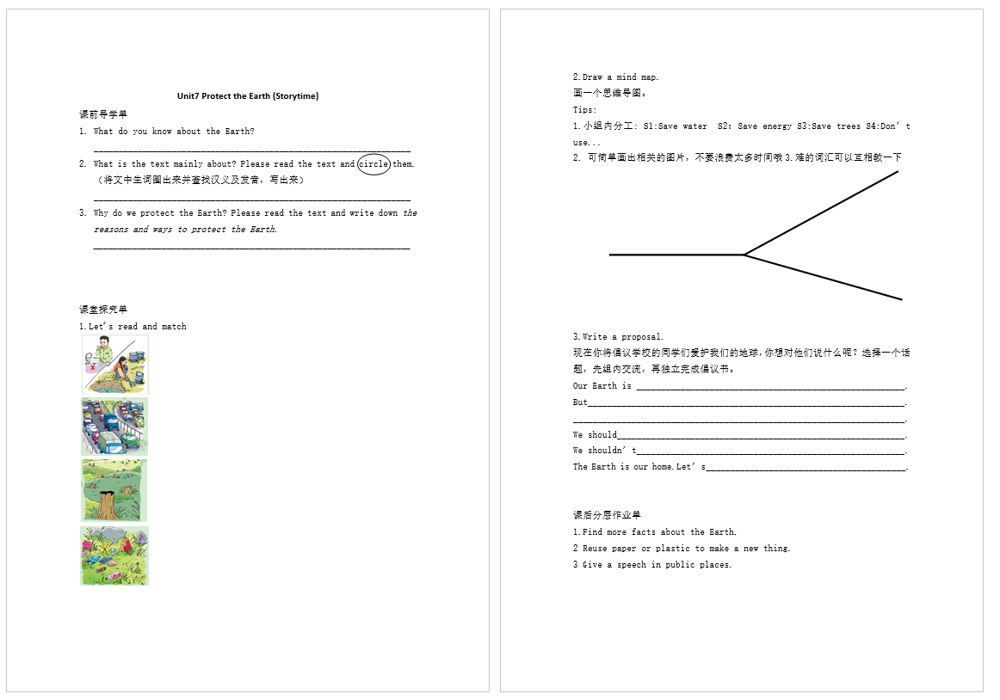 Unit7 Protect the Earth (Storytime)
课前导学单
1. What do you know about the Earth?
2. What is the text mainly about? Please read the text and circle them.
（将文中生词圈出来并查找汉义及发音，写出来）
3. Why do we protect the Earth? Please read the text and write down the
reasons and ways to protect the Earth.
课堂探究单
1.Let's read and match
x
2.Draw a mind map.
画一个思维导图。
Tips:
1.小组内分工: S1:Save water S2: Save energy S3:Save trees S4:Don’t
use...
2. 可简单画出相关的图片，不要浪费太多时间哦 3.难的词汇可以互相教一下
3.Write a proposal.
现在你将倡议学校的同学们爱护我们的地球，你想对他们说什么呢？选择一个话
题，先组内交流，再独立完成倡议书。
Our Earth is ______________________________.
But______________________________.
______________________________.
We should______________________________.
We shouldn’t______________________________.
The Earth is our home.Let’s______________________________.
课后分层作业单
1.Find more facts about the Earth.
2 Reuse paper or plastic to make a new thing.
3 Give a speech in public places.